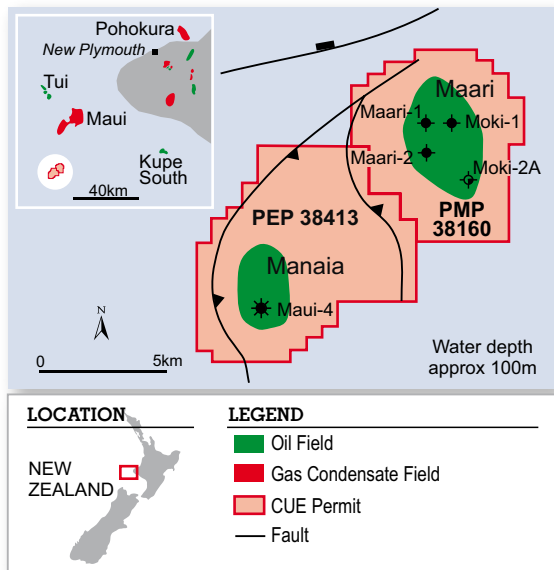 Pohokura
New Plymouth
Tui
Maui
Kupe
South
40km
Maari
Maari-1
Moki-1
Maari-2
Moki-2A
PMP
38160
PEP 38413
Manaia
Maui-4
N
0
5km
Water depth
approx 100m
LOCATION
NEW
ZEALAND
LEGEND
Oil Field
Gas Condensate Field
CUE Permit
Fault